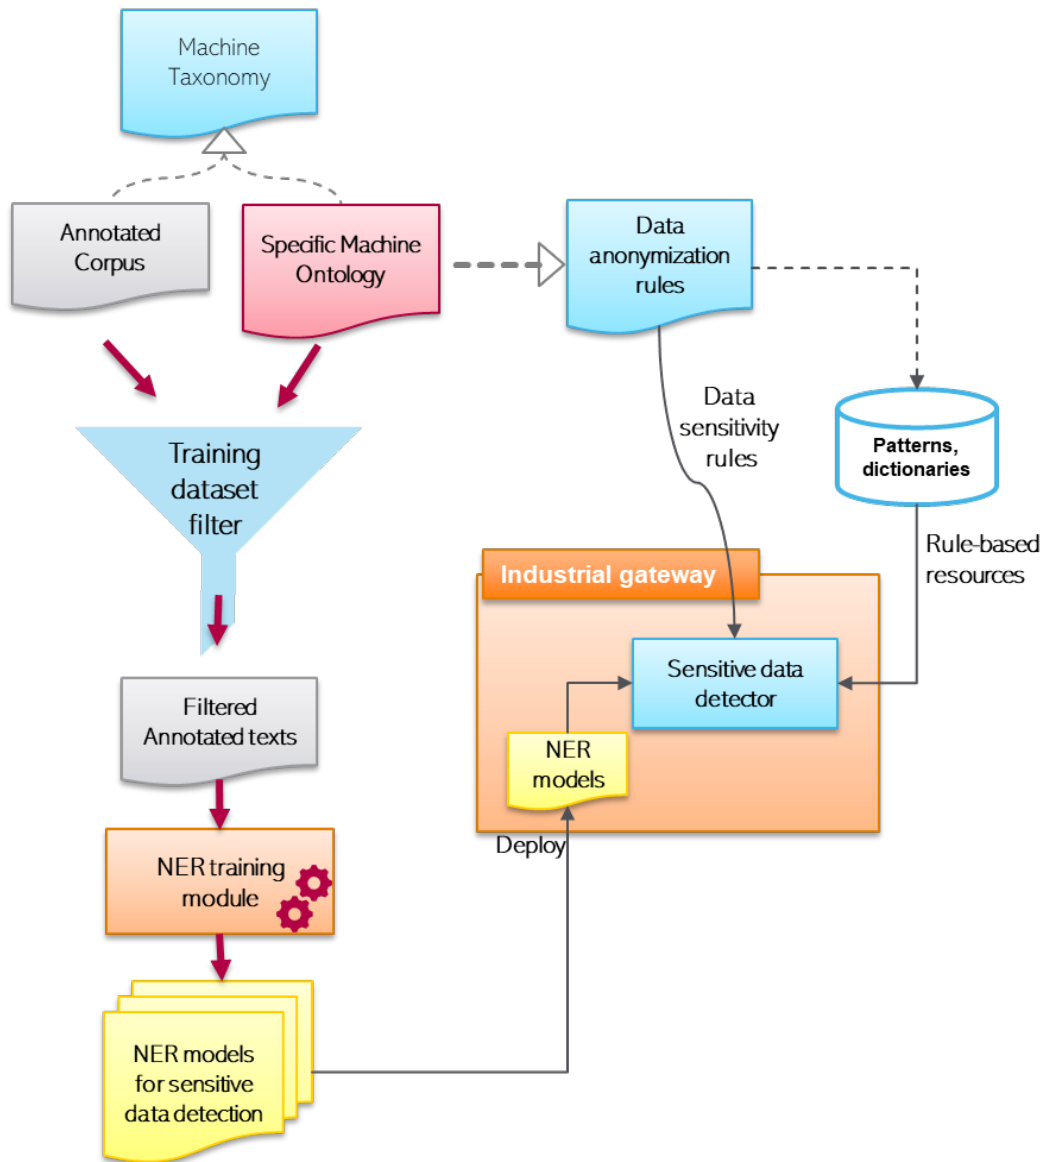 Machine
Taxonomy
Annotated
Corpus
Specific Machine
Ontology
Data
anonymization
rules
Training
dataset
filter
Data
sensitivity
rules
Patterns,
dictionaries
Rule-based
resources
Industrial gateway
Sensitive data
detector
NER
models
Deploy
Filtered
Annotated texts
NER training
module
NER models
for sensitive
data detection